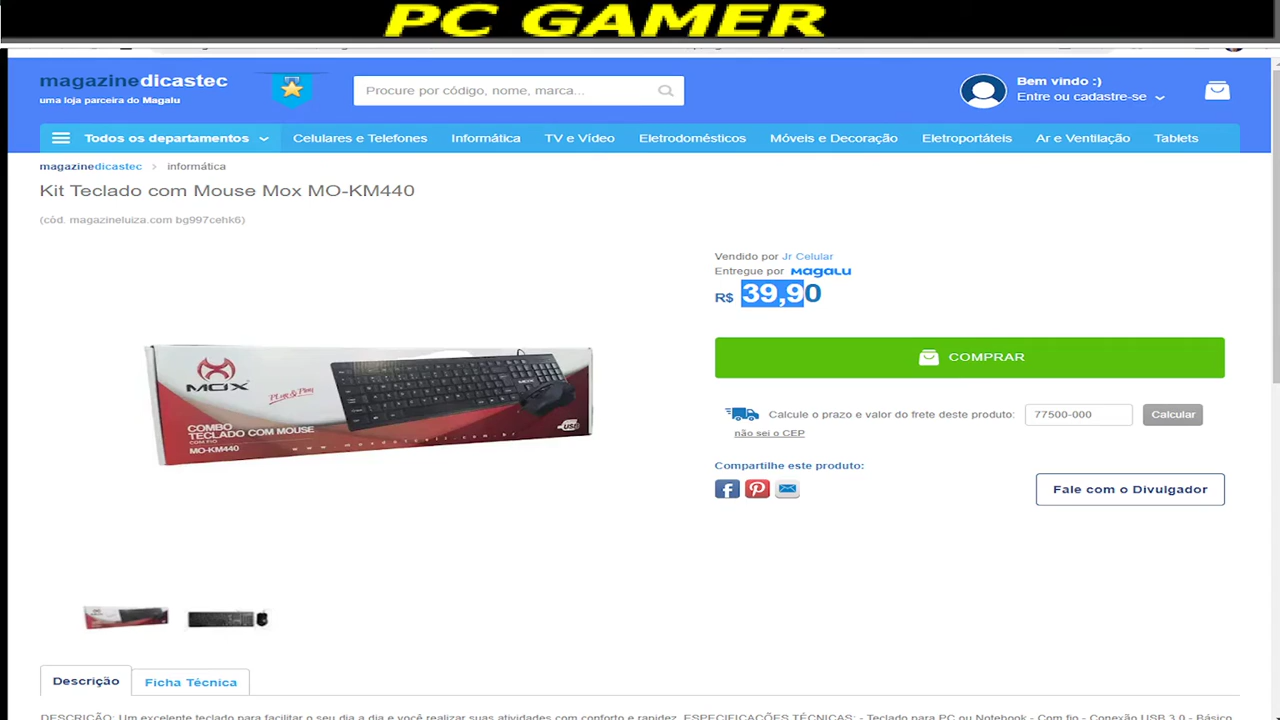 PC GAMER
magazinedicastec
uma loja parceira do Magalu
Procure por código, nome, marca...
Bem vindo :)
Entre ou cadastre-se
Todos os departamentos
Celulares e Telefones
Informática
TV e Vídeo
Eletrodomésticos
Móveis e Decoração
Eletroportáteis
Ar e Ventilação
Tablets
magazinedicastec > informática
Kit Teclado com Mouse Mox MO-KM440
(cód. magazineluiza.com bg997cehk6)
Vendido por Jr Celular
Entregue por Magalu
R$ 39,90
COMPRAR
Calcule o prazo e valor do frete deste produto: 77500-000 Calcular
não sei o CEP
Compartilhe este produto:
Fale com o Divulgador
MOX
Plug & Play
COMBO
TECLADO COM MOUSE
COM FIO
MO-KM440
USB
Descrição
Ficha Técnica
DESCRIÇÃO: Um excelente teclado para facilitar o seu dia a dia e você realizar suas atividades com conforto e rapidez. ESPECIFICAÇÕES TÉCNICAS: - Teclado para PC ou Notebook - Com fio - Conexão USB 3.0 - Básico